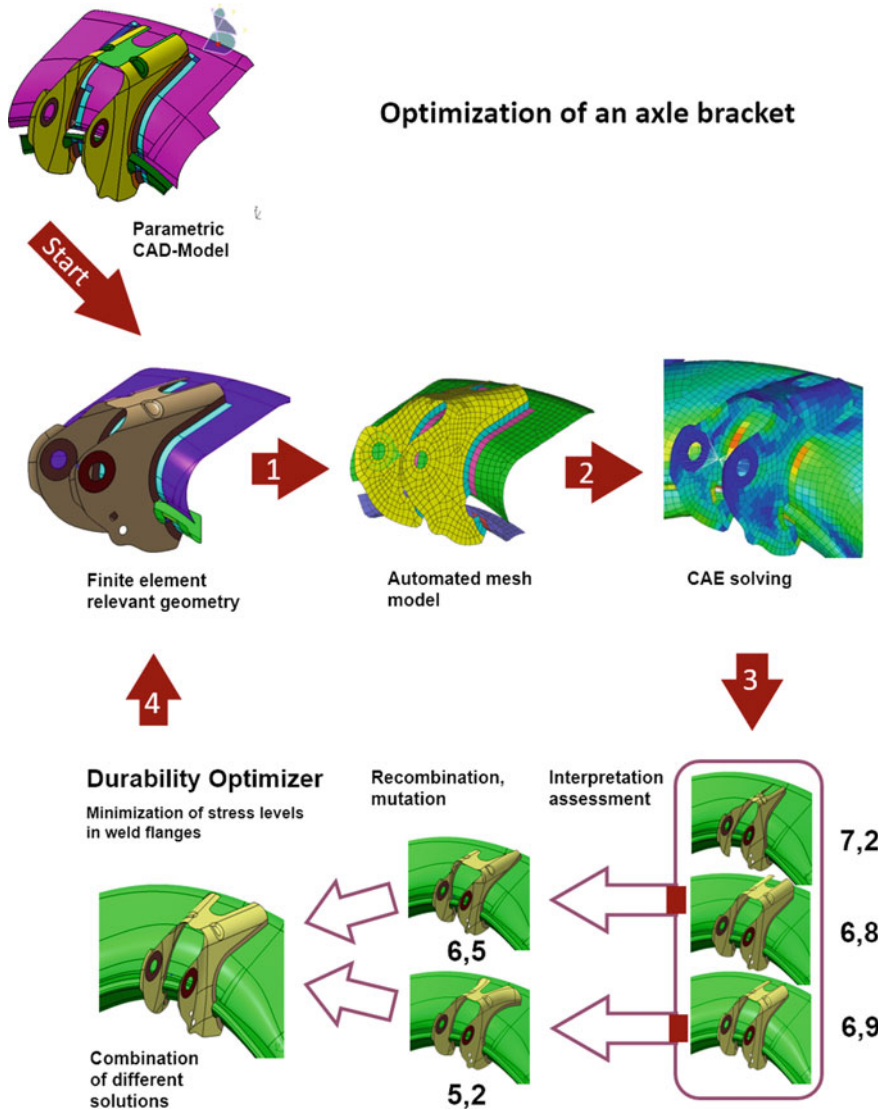 Optimization of an axle bracket
Parametric
CAD-Model
Start
1
2
Finite element
relevant geometry
Automated mesh
model
CAE solving
4
3
Durability Optimizer
Minimization of stress levels
in weld flanges
Recombination,
mutation
Interpretation
assessment
7,2
6,8
6,9
6,5
5,2
Combination
of different
solutions